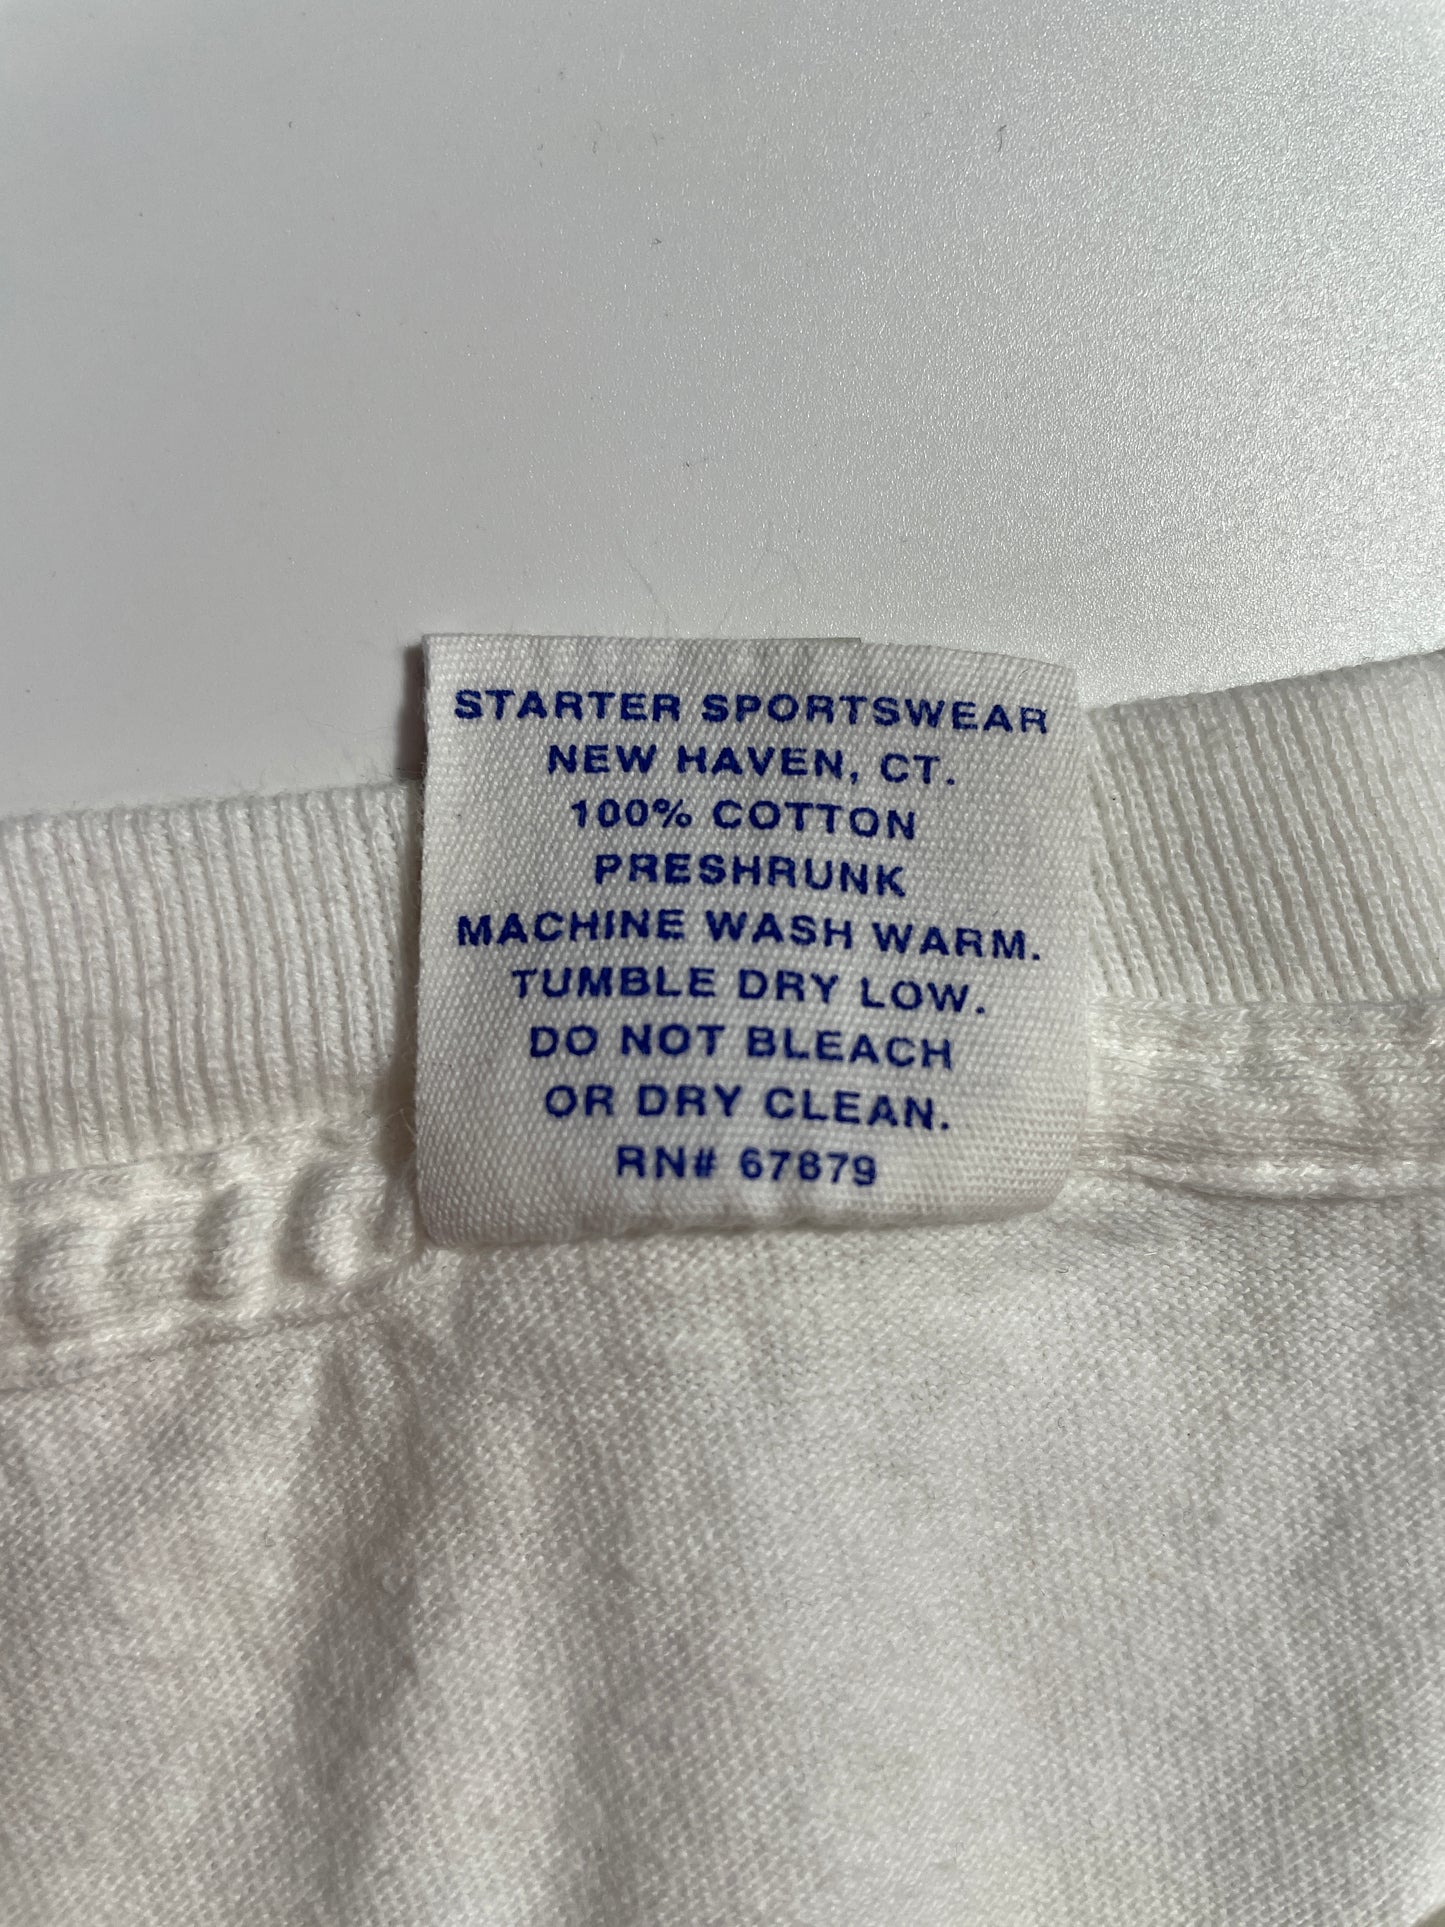 STARTER SPORTSWEAR
NEW HAVEN, CT.
100% COTTON
PRESHRUNK
MACHINE WASH WARM.
TUMBLE DRY LOW.
DO NOT BLEACH
OR DRY CLEAN.
RN# 67879